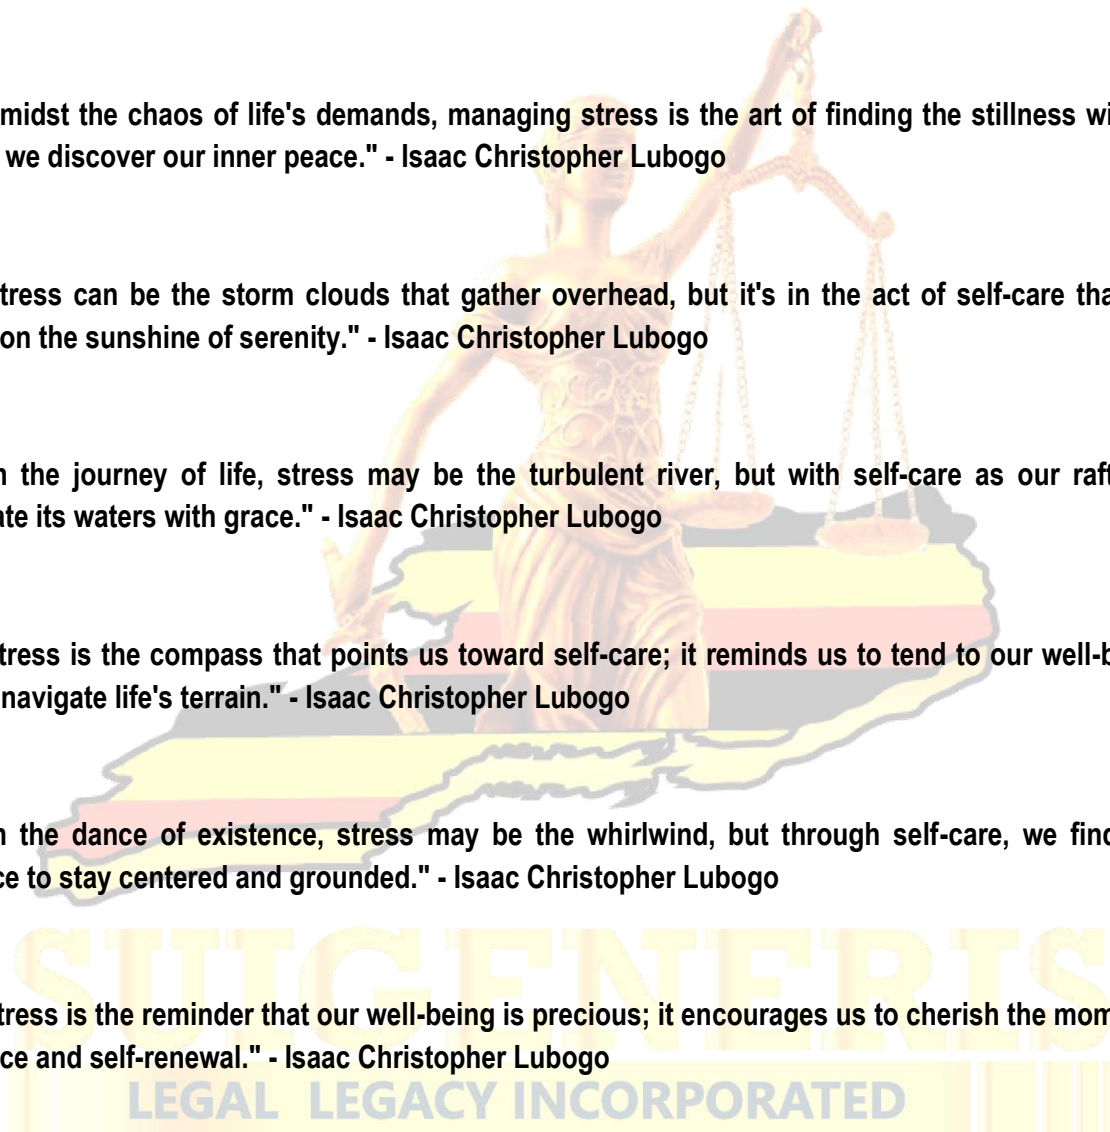 midst the chaos of life's demands, managing stress is the art of finding the stillness wi
we discover our inner peace." - Isaac Christopher Lubogo
tress can be the storm clouds that gather overhead, but it's in the act of self-care tha
on the sunshine of serenity." - Isaac Christopher Lubogo
n the journey of life, stress may be the turbulent river, but with self-care as our raft
ate its waters with grace." - Isaac Christopher Lubogo
tress is the compass that points us toward self-care; it reminds us to tend to our well-b
navigate life's terrain." - Isaac Christopher Lubogo
n the dance of existence, stress may be the whirlwind, but through self-care, we find
ce to stay centered and grounded." - Isaac Christopher Lubogo
SUIGENERIS
tress is the reminder that our well-being is precious; it encourages us to cherish the mom
ce and self-renewal." - Isaac Christopher Lubogo
LEGAL LEGACY INCORPORATED